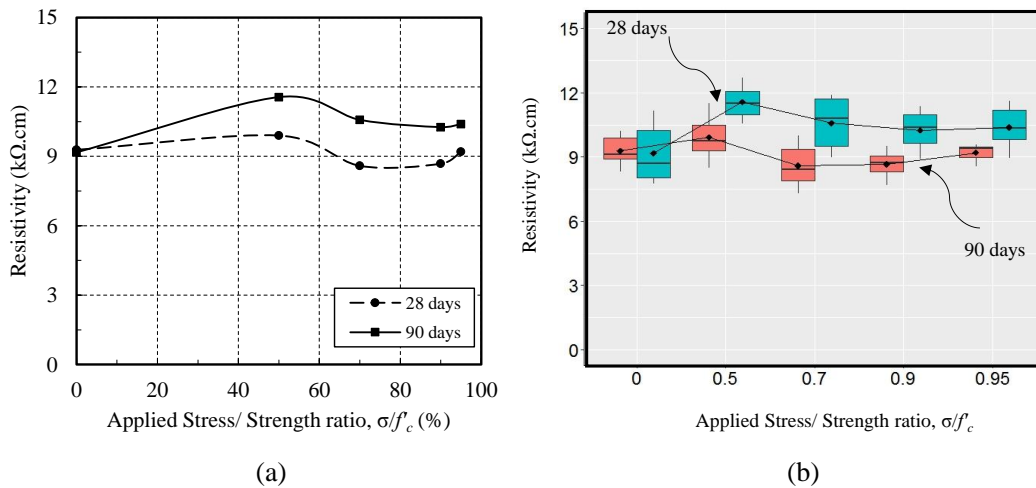 15
12
9
6
3
0
Resistivity (kΩ.cm)
28 days
90 days
0
20
40
60
80
100
Applied Stress/ Strength ratio, σ/f′c (%)
(a)
15
12
9
6
3
0
Resistivity (kΩ.cm)
28 days
90 days
0
0.5
0.7
0.9
0.95
Applied Stress/ Strength ratio, σ/f′c
(b)